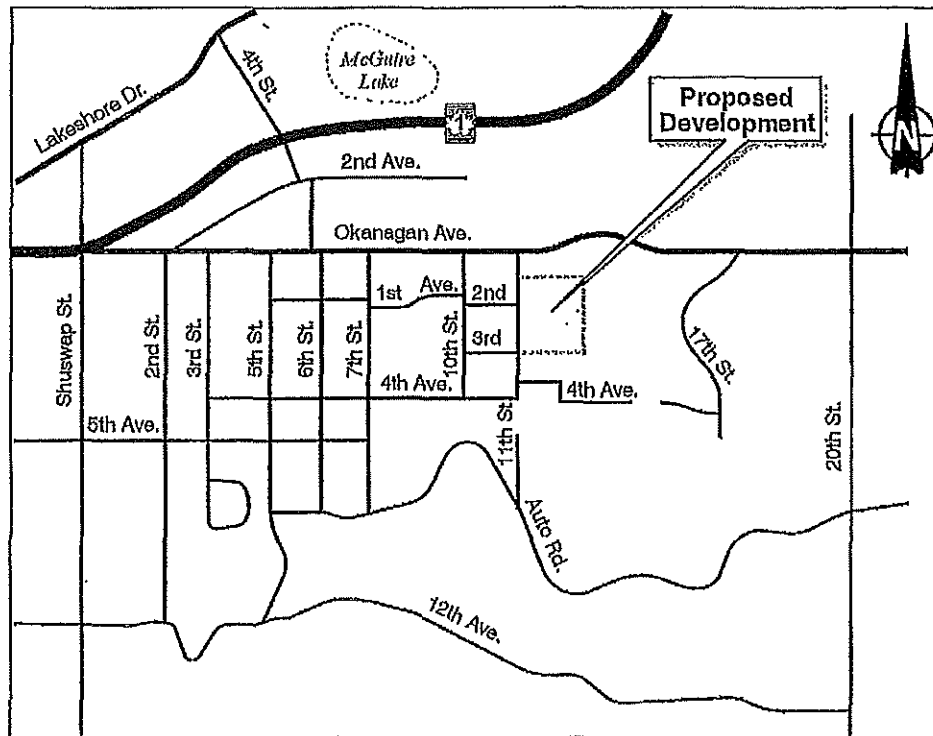 McGuire
Lake
4th St.
Lakeshore Dr.
1
Proposed
Development
N
2nd Ave.
Okanagan Ave.
1st
Ave.
2nd
3rd
Shuswap St.
2nd St.
3rd St.
5th St.
6th St.
7th St.
10th St.
17th St.
4th Ave.
4th Ave.
5th Ave.
11th St.
20th St.
Auto Rd.
12th Ave.